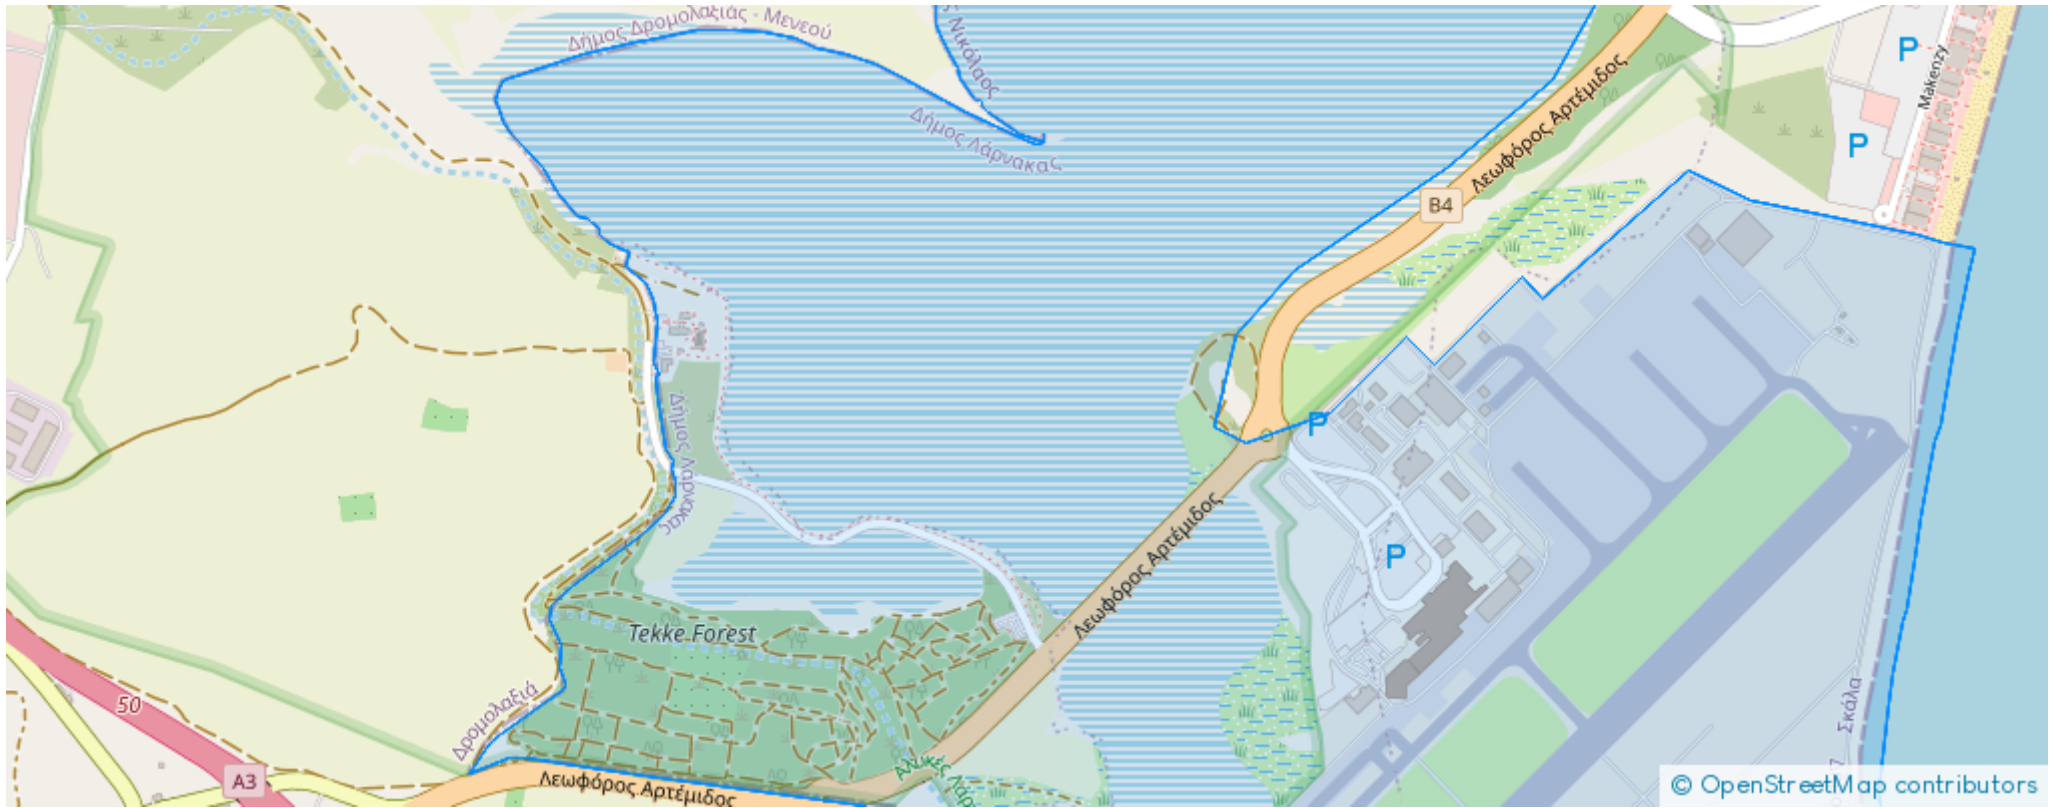 Δήμος Δρομολαξιάς - Μενεού
Νικόλαος
Δήμος Λάρνακας
Λεωφόρος Αρτέμιδος
B4
P
Makenzy
P
P
Δήμος Λάρνακας
Λεωφόρος Αρτέμιδος
P
Tekke Forest
Δρομολαξιά
50
A3
Λεωφόρος Αρτέμιδος
Αλυκές
Σκάλα
© OpenStreetMap contributors